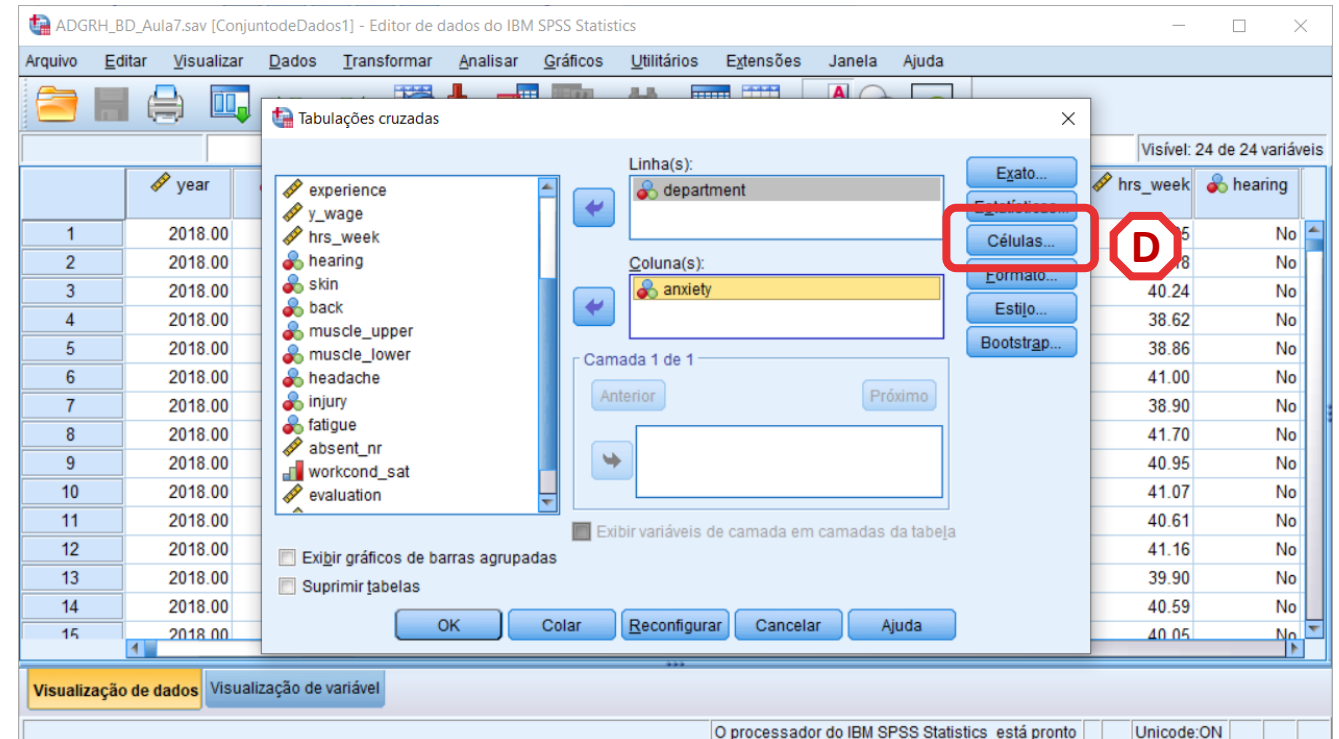 ADGRH_BD_Aula7.sav [ConjuntodeDados1] - Editor de dados do IBM SPSS Statistics
Arquivo Editar Visualizar Dados Transformar Analisar Gráficos Utilitários Extensões Janela Ajuda
Tabulações cruzadas
Visível: 24 de 24 variáveis
year
hrs_week hearing
experience
y_wage
hrs_week
hearing
skin
back
muscle_upper
muscle_lower
headache
injury
fatigue
absent_nr
workcond_sat
evaluation
Linha(s):
department
Coluna(s):
anxiety
Camada 1 de 1
Anterior Próximo
Exibir variáveis de camada em camadas da tabela
Exato...
Estatísticas...
Células...
Formato...
Estilo...
Bootstrap...
D
Exibir gráficos de barras agrupadas
Suprimir tabelas
OK Colar Reconfigurar Cancelar Ajuda
1 2018.00 5 No
2 2018.00 8 No
3 2018.00 40.24 No
4 2018.00 38.62 No
5 2018.00 38.86 No
6 2018.00 41.00 No
7 2018.00 38.90 No
8 2018.00 41.70 No
9 2018.00 40.95 No
10 2018.00 41.07 No
11 2018.00 40.61 No
12 2018.00 41.16 No
13 2018.00 39.90 No
14 2018.00 40.59 No
15 2018.00 40.05 No
Visualização de dados Visualização de variável
O processador do IBM SPSS Statistics está pronto Unicode:ON